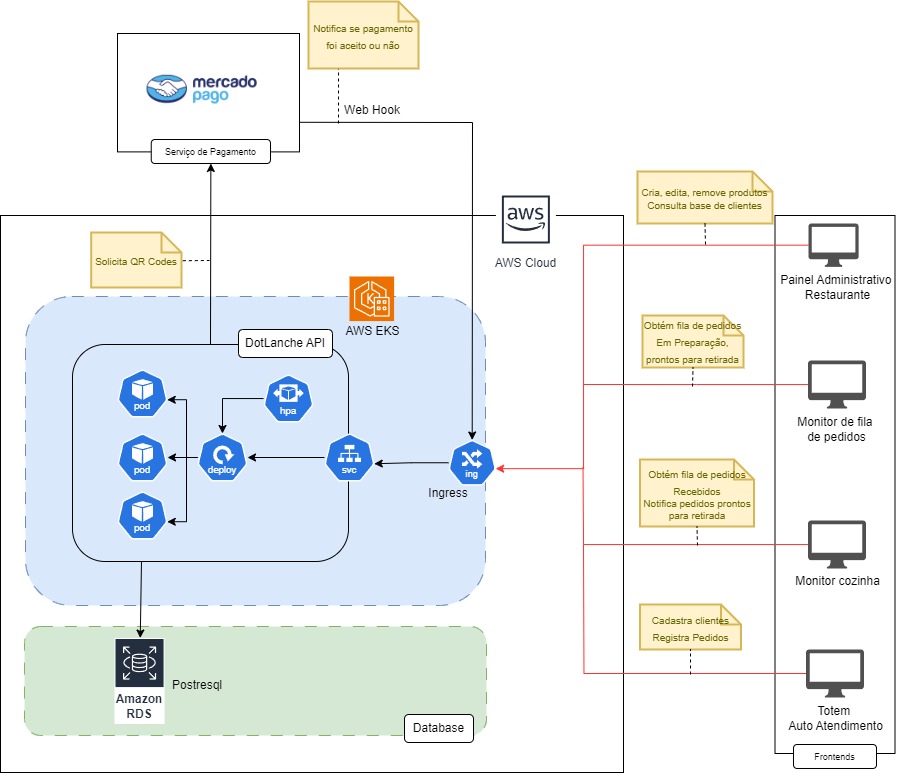 Notifica se pagamento
foi aceito ou não
mercado
pago
Serviço de Pagamento
Web Hook
Solicita QR Codes
aws
AWS Cloud
AWS EKS
DotLanche API
pod
pod
pod
hpa
deploy
svc
ing
Ingress
Amazon
RDS
Postresql
Database
Cria, edita, remove produtos
Consulta base de clientes
Obtém fila de pedidos
Em Preparação,
prontos para retirada
Obtém fila de pedidos
Recebidos
Notifica pedidos prontos
para retirada
Cadastra clientes
Registra Pedidos
Painel Administrativo
Restaurante
Monitor de fila
de pedidos
Monitor cozinha
Totem
Auto Atendimento
Frontends